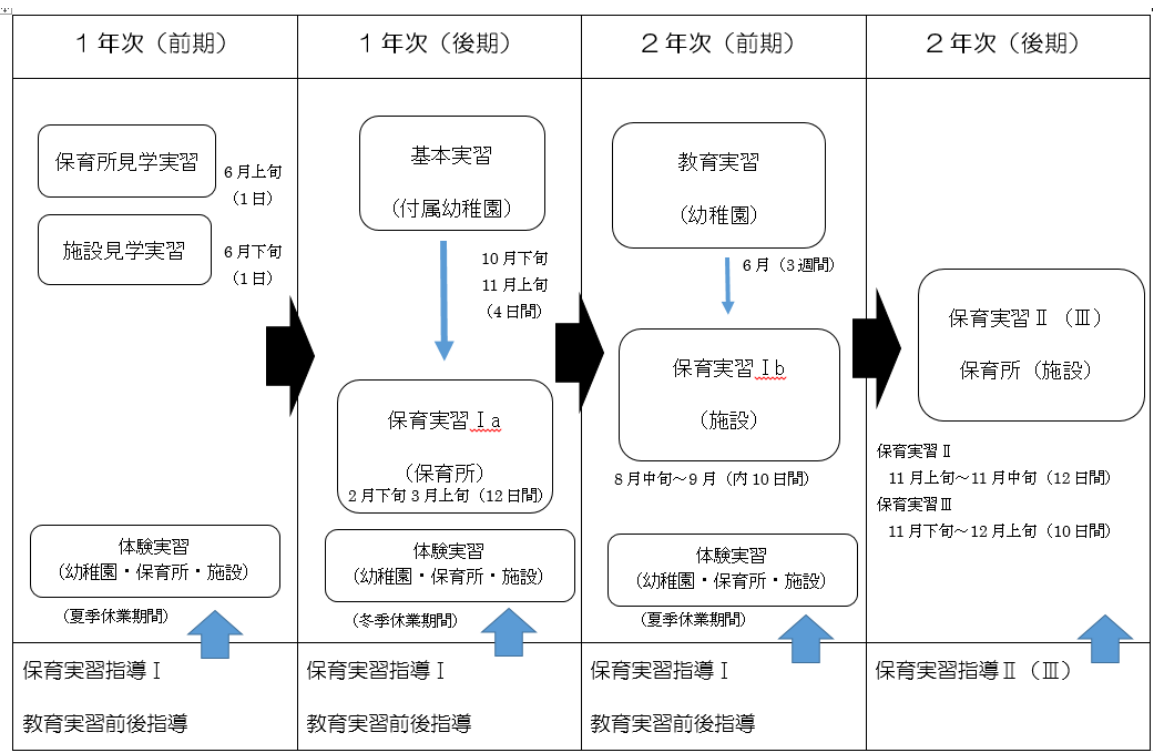 1年次（前期）
1年次（後期）
2年次（前期）
2年次（後期）
保育所見学実習
6月上旬
（1日）
施設見学実習
6月下旬
（1日）
体験実習
（幼稚園・保育所・施設）
（夏季休業期間）
基本実習
（付属幼稚園）
10月下旬
11月上旬
（4日間）
保育実習Ⅰa
（保育所）
2月下旬3月上旬（12日間）
体験実習
（幼稚園・保育所・施設）
（冬季休業期間）
教育実習
（幼稚園）
6月（3週間）
保育実習Ⅰb
（施設）
8月中旬～9月（内10日間）
体験実習
（幼稚園・保育所・施設）
（夏季休業期間）
保育実習Ⅱ（Ⅲ）
保育所（施設）
保育実習Ⅱ
11月上旬～11月中旬（12日間）
保育実習Ⅲ
11月下旬～12月上旬（10日間）
保育実習指導Ⅰ
教育実習前後指導
保育実習指導Ⅰ
教育実習前後指導
保育実習指導Ⅰ
教育実習前後指導
保育実習指導Ⅱ（Ⅲ）